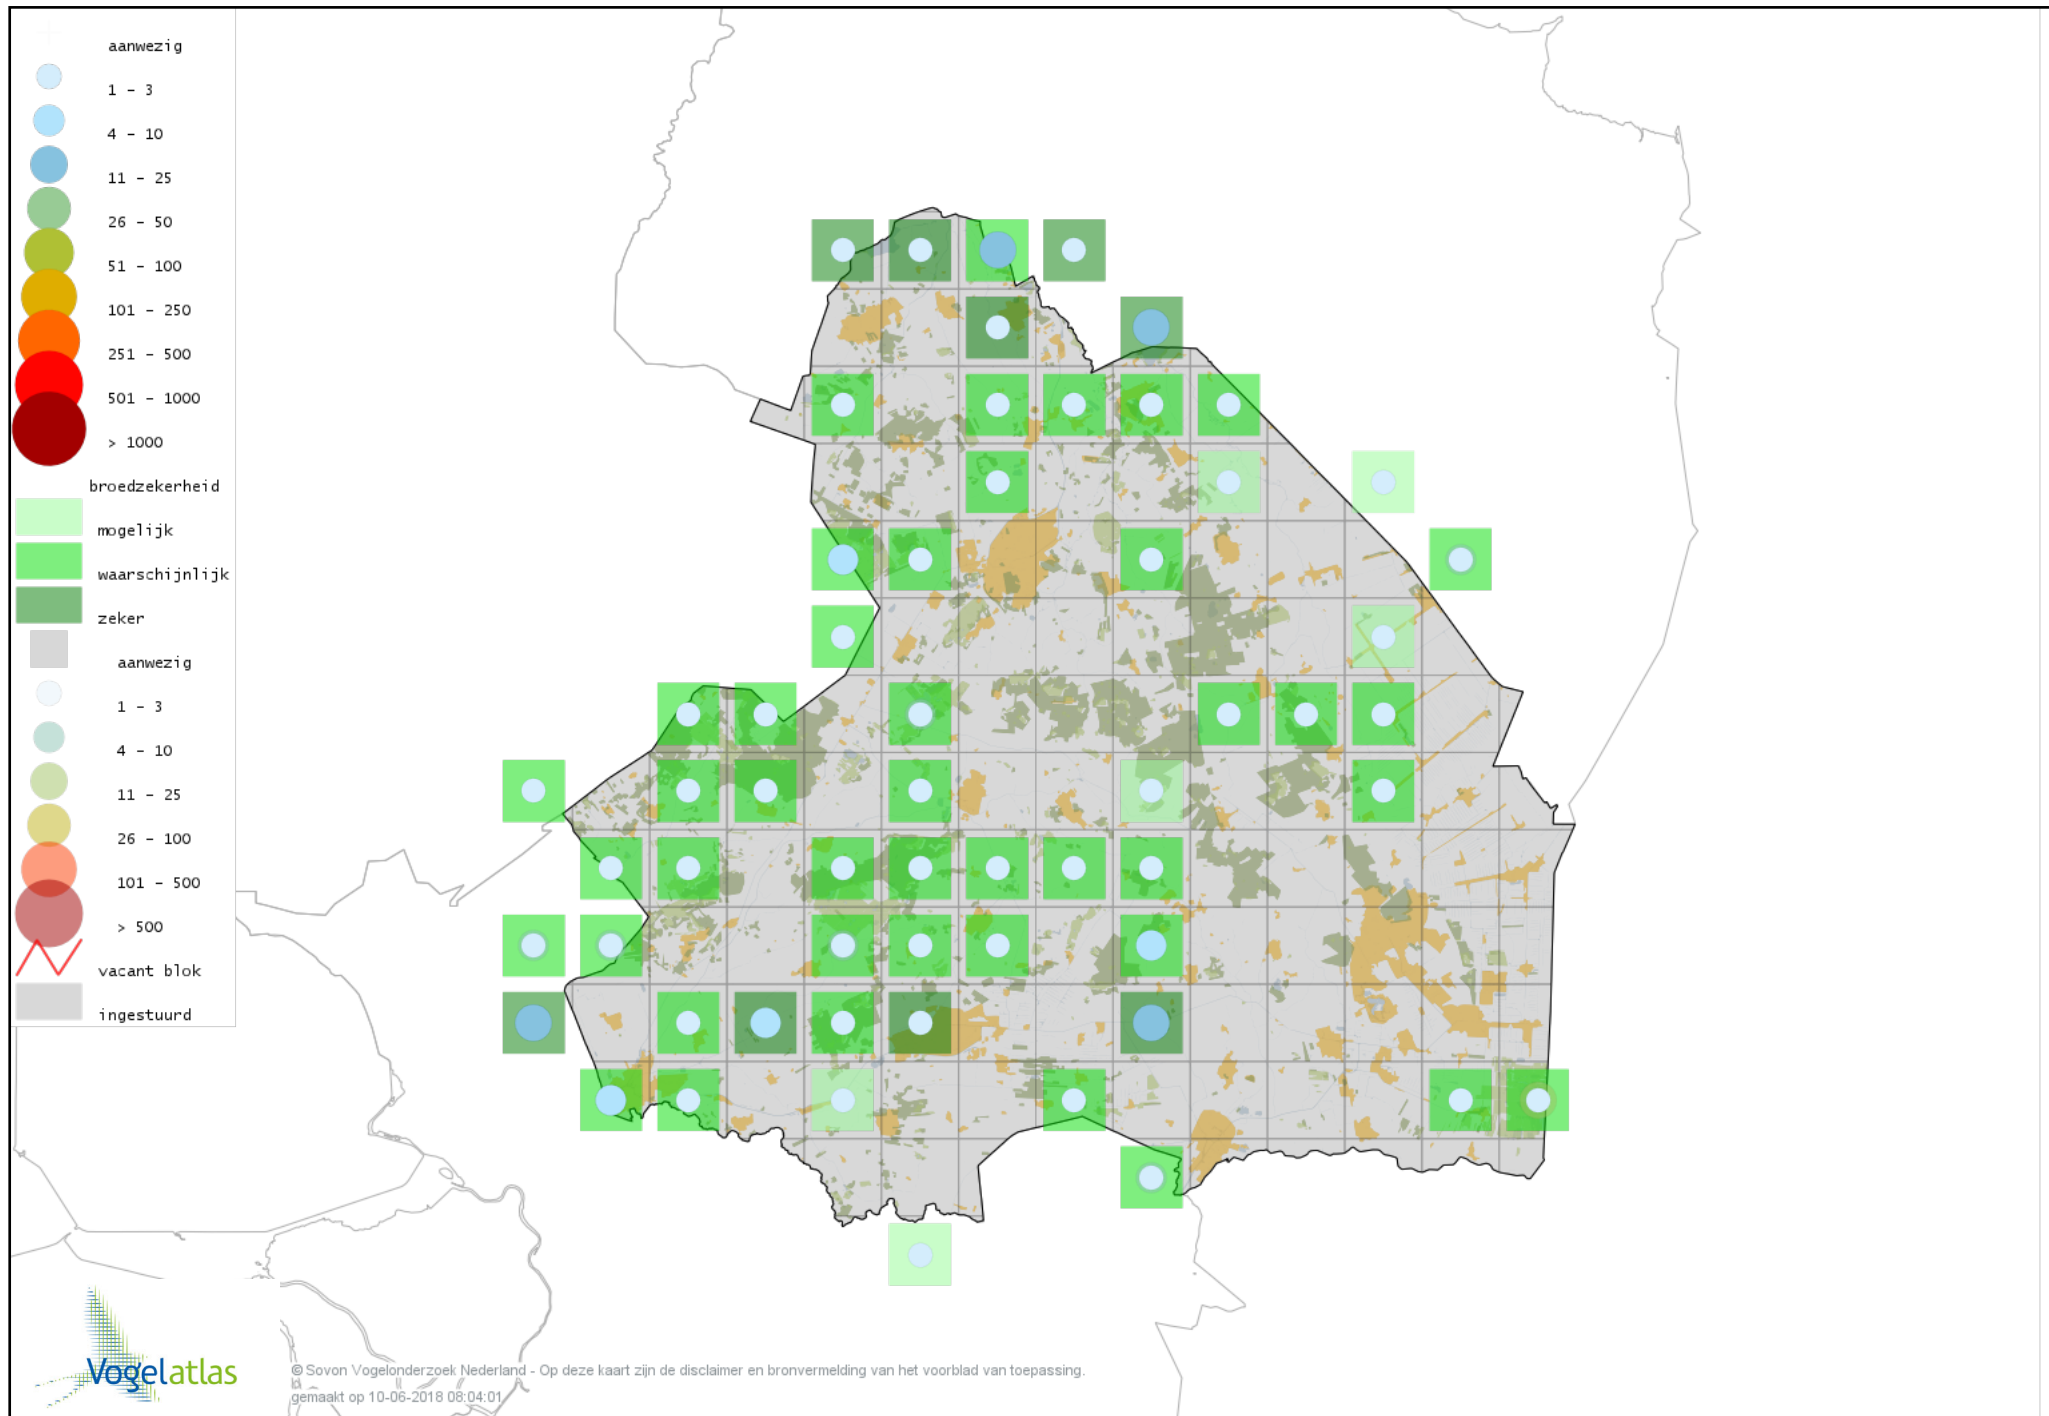 aanwezig
1 - 3
4 - 10
11 - 25
26 - 50
51 - 100
101 - 250
251 - 500
501 - 1000
> 1000
broedzekerheid
mogelijk
waarschijnlijk
zeker
aanwezig
1 - 3
4 - 10
11 - 25
26 - 100
101 - 500
> 500
vacant blok
ingestuurd
Vogelatlas
© Sovon Vogelonderzoek Nederland - Op deze kaart zijn de disclaimer en bronvermelding van het voorblad van toepassing.
gemaakt op 10-06-2018 08:04:01